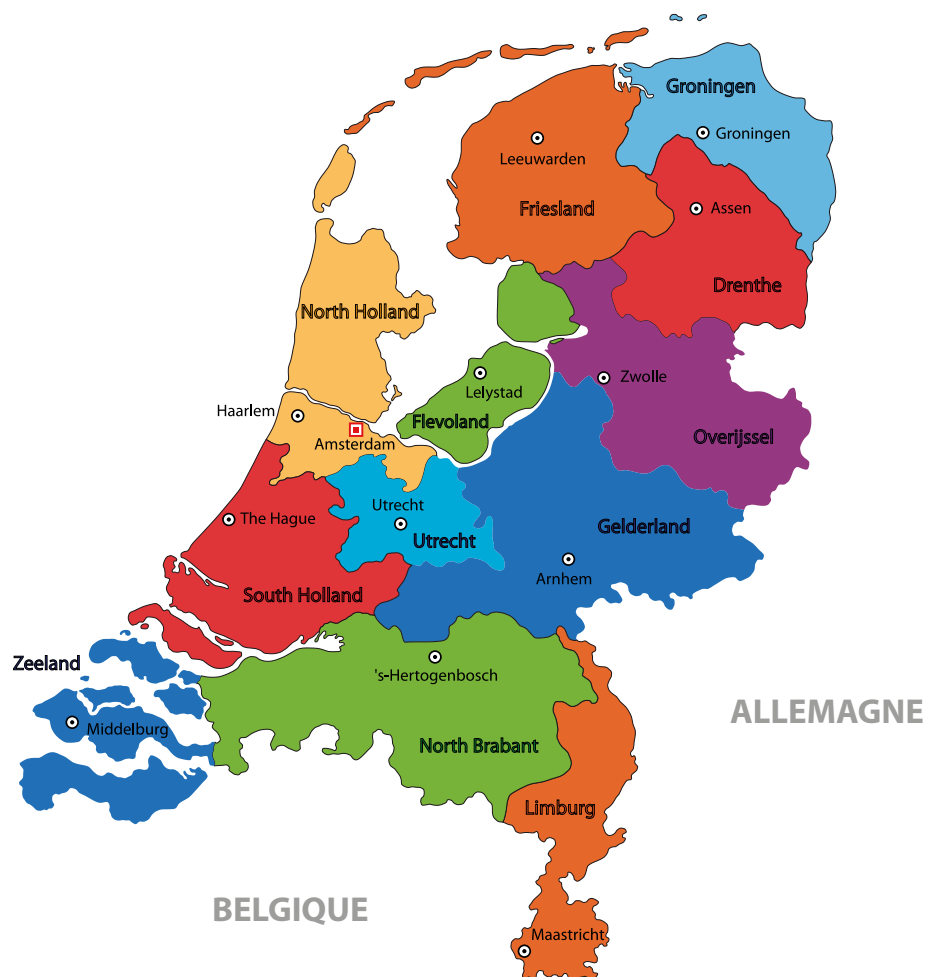 Groningen
Groningen
Leeuwarden
Friesland
Assen
Drenthe
North Holland
Zwolle
Lelystad
Haarlem
Flevoland
Amsterdam
Overijssel
Utrecht
The Hague
Utrecht
Gelderland
Arnhem
South Holland
Zeeland
's-Hertogenbosch
ALLEMAGNE
Middelburg
North Brabant
Limburg
BELGIQUE
Maastricht